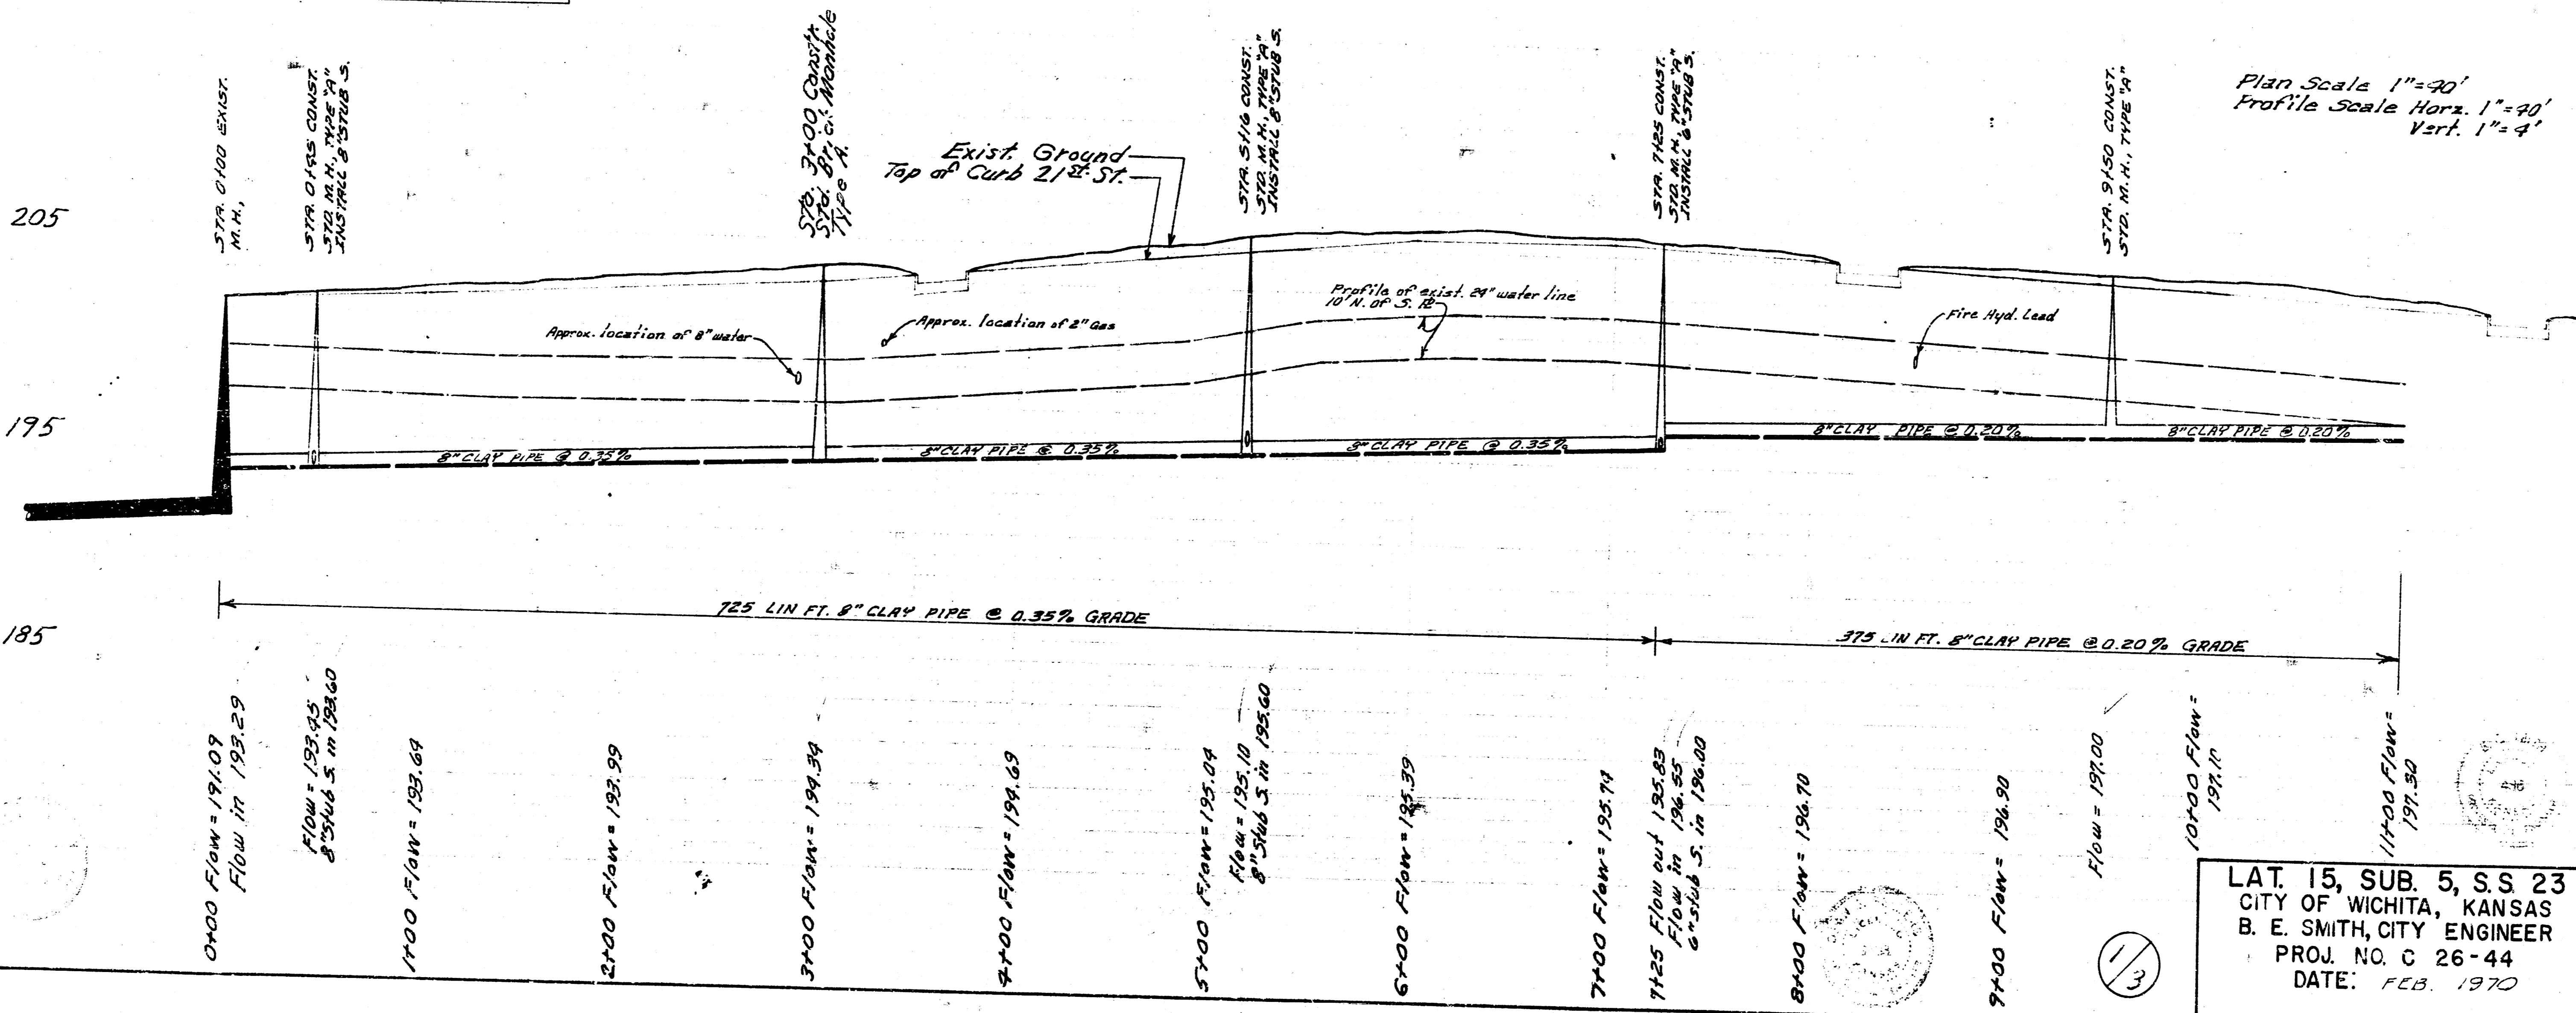 Plan Scale 1"=40'
Profile Scale Horz. 1"=40'
Vert. 1"=4'
STA. 0+00 EXIST.
M.H.,
STA. 0+45 CONST.
STD. M.H., TYPE "A"
INSTALL 8" STUB S.
Sta. 3+00 Constr.
Std. Brick Manhole
Type A.
Exist. Ground
Top of Curb 21st St.
STA. 5+16 CONST.
STD. M.H., TYPE "A"
INSTALL 8" STUB S.
STA. 7+25 CONST.
STD. M.H., TYPE "A"
INSTALL 6" STUB S.
STA. 9+50 CONST.
STD. M.H., TYPE "A"
205
195
185
Approx. location of 8" water
Approx. location of 2" Gas
Profile of exist. 24" water line
10' N. of S. PL
Fire Hyd. Lead
8" CLAY PIPE @ 0.35%
8" CLAY PIPE @ 0.35%
8" CLAY PIPE @ 0.35%
8" CLAY PIPE @ 0.20%
8" CLAY PIPE @ 0.20%
725 LIN FT. 8" CLAY PIPE @ 0.35% GRADE
375 LIN FT. 8" CLAY PIPE @ 0.20% GRADE
0+00 Flow = 191.09
Flow in 193.29
Flow = 193.45
8" Stub S. in 193.60
1+00 Flow = 193.64
2+00 Flow = 193.99
3+00 Flow = 194.34
4+00 Flow = 194.69
5+00 Flow = 195.04
Flow = 195.10
8" Stub S. in 195.60
6+00 Flow = 195.39
7+00 Flow = 195.74
7+25 Flow out 195.83
Flow in 196.55
6" stub S. in 196.00
8+00 Flow = 196.70
9+00 Flow = 196.90
Flow = 197.00
10+00 Flow =
197.10
11+00 Flow =
197.30
1/3
LAT. 15, SUB. 5, S.S. 23
CITY OF WICHITA, KANSAS
B. E. SMITH, CITY ENGINEER
PROJ. NO. C 26-44
DATE: FEB. 1970